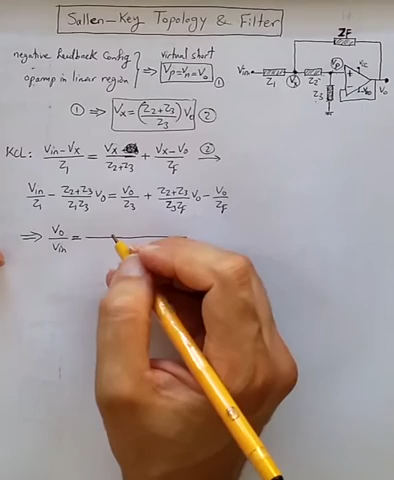 Sallen-Key Topology & Filter
negative feedback config
opamp in linear region
⇒
virtual short
Vp=Vn=Vo ①
① ⇒ Vx = (Z2+Z3 / Z3) Vo ②
KCL: (Vin-Vx)/Z1 = Vx/(Z2+Z3) + (Vx-Vo)/ZF ②→
Vin/Z1 - (Z2+Z3)/(Z1Z3) Vo = Vo/Z3 + (Z2+Z3)/(Z3ZF) Vo - Vo/ZF
⇒ Vo/Vin =
ZF
Vin
Z1
Vx
Z2
Vp
Z3
Vo